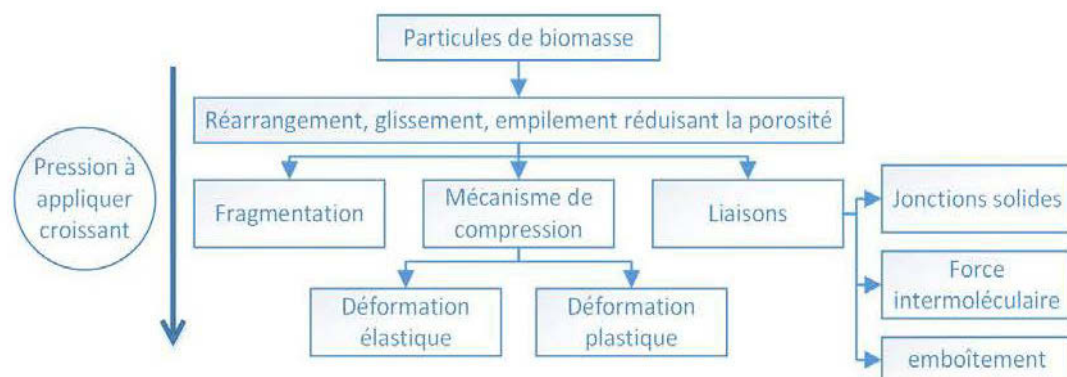 Particules de biomasse
Réarrangement, glissement, empilement réduisant la porosité
Pression à
appliquer
croissant
Fragmentation
Mécanisme de
compression
Liaisons
Jonctions solides
Force
intermoléculaire
emboîtement
Déformation
élastique
Déformation
plastique